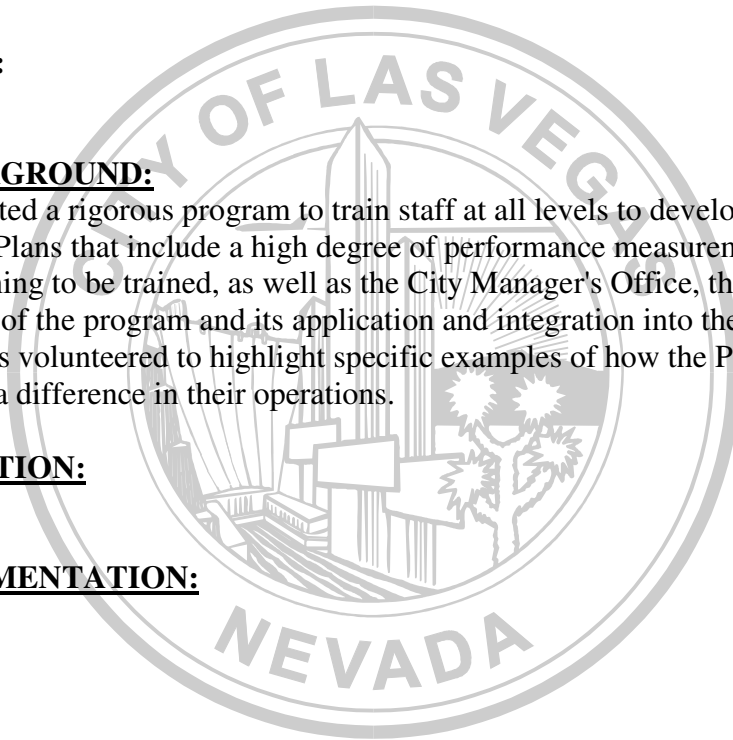 :
GROUND:
ted a rigorous program to train staff at all levels to develo
Plans that include a high degree of performance measuremen
ning to be trained, as well as the City Manager's Office, th
of the program and its application and integration into the
s volunteered to highlight specific examples of how the P
a difference in their operations.
TION:
MENTATION:
CITY OF LAS VEGAS
NEVADA